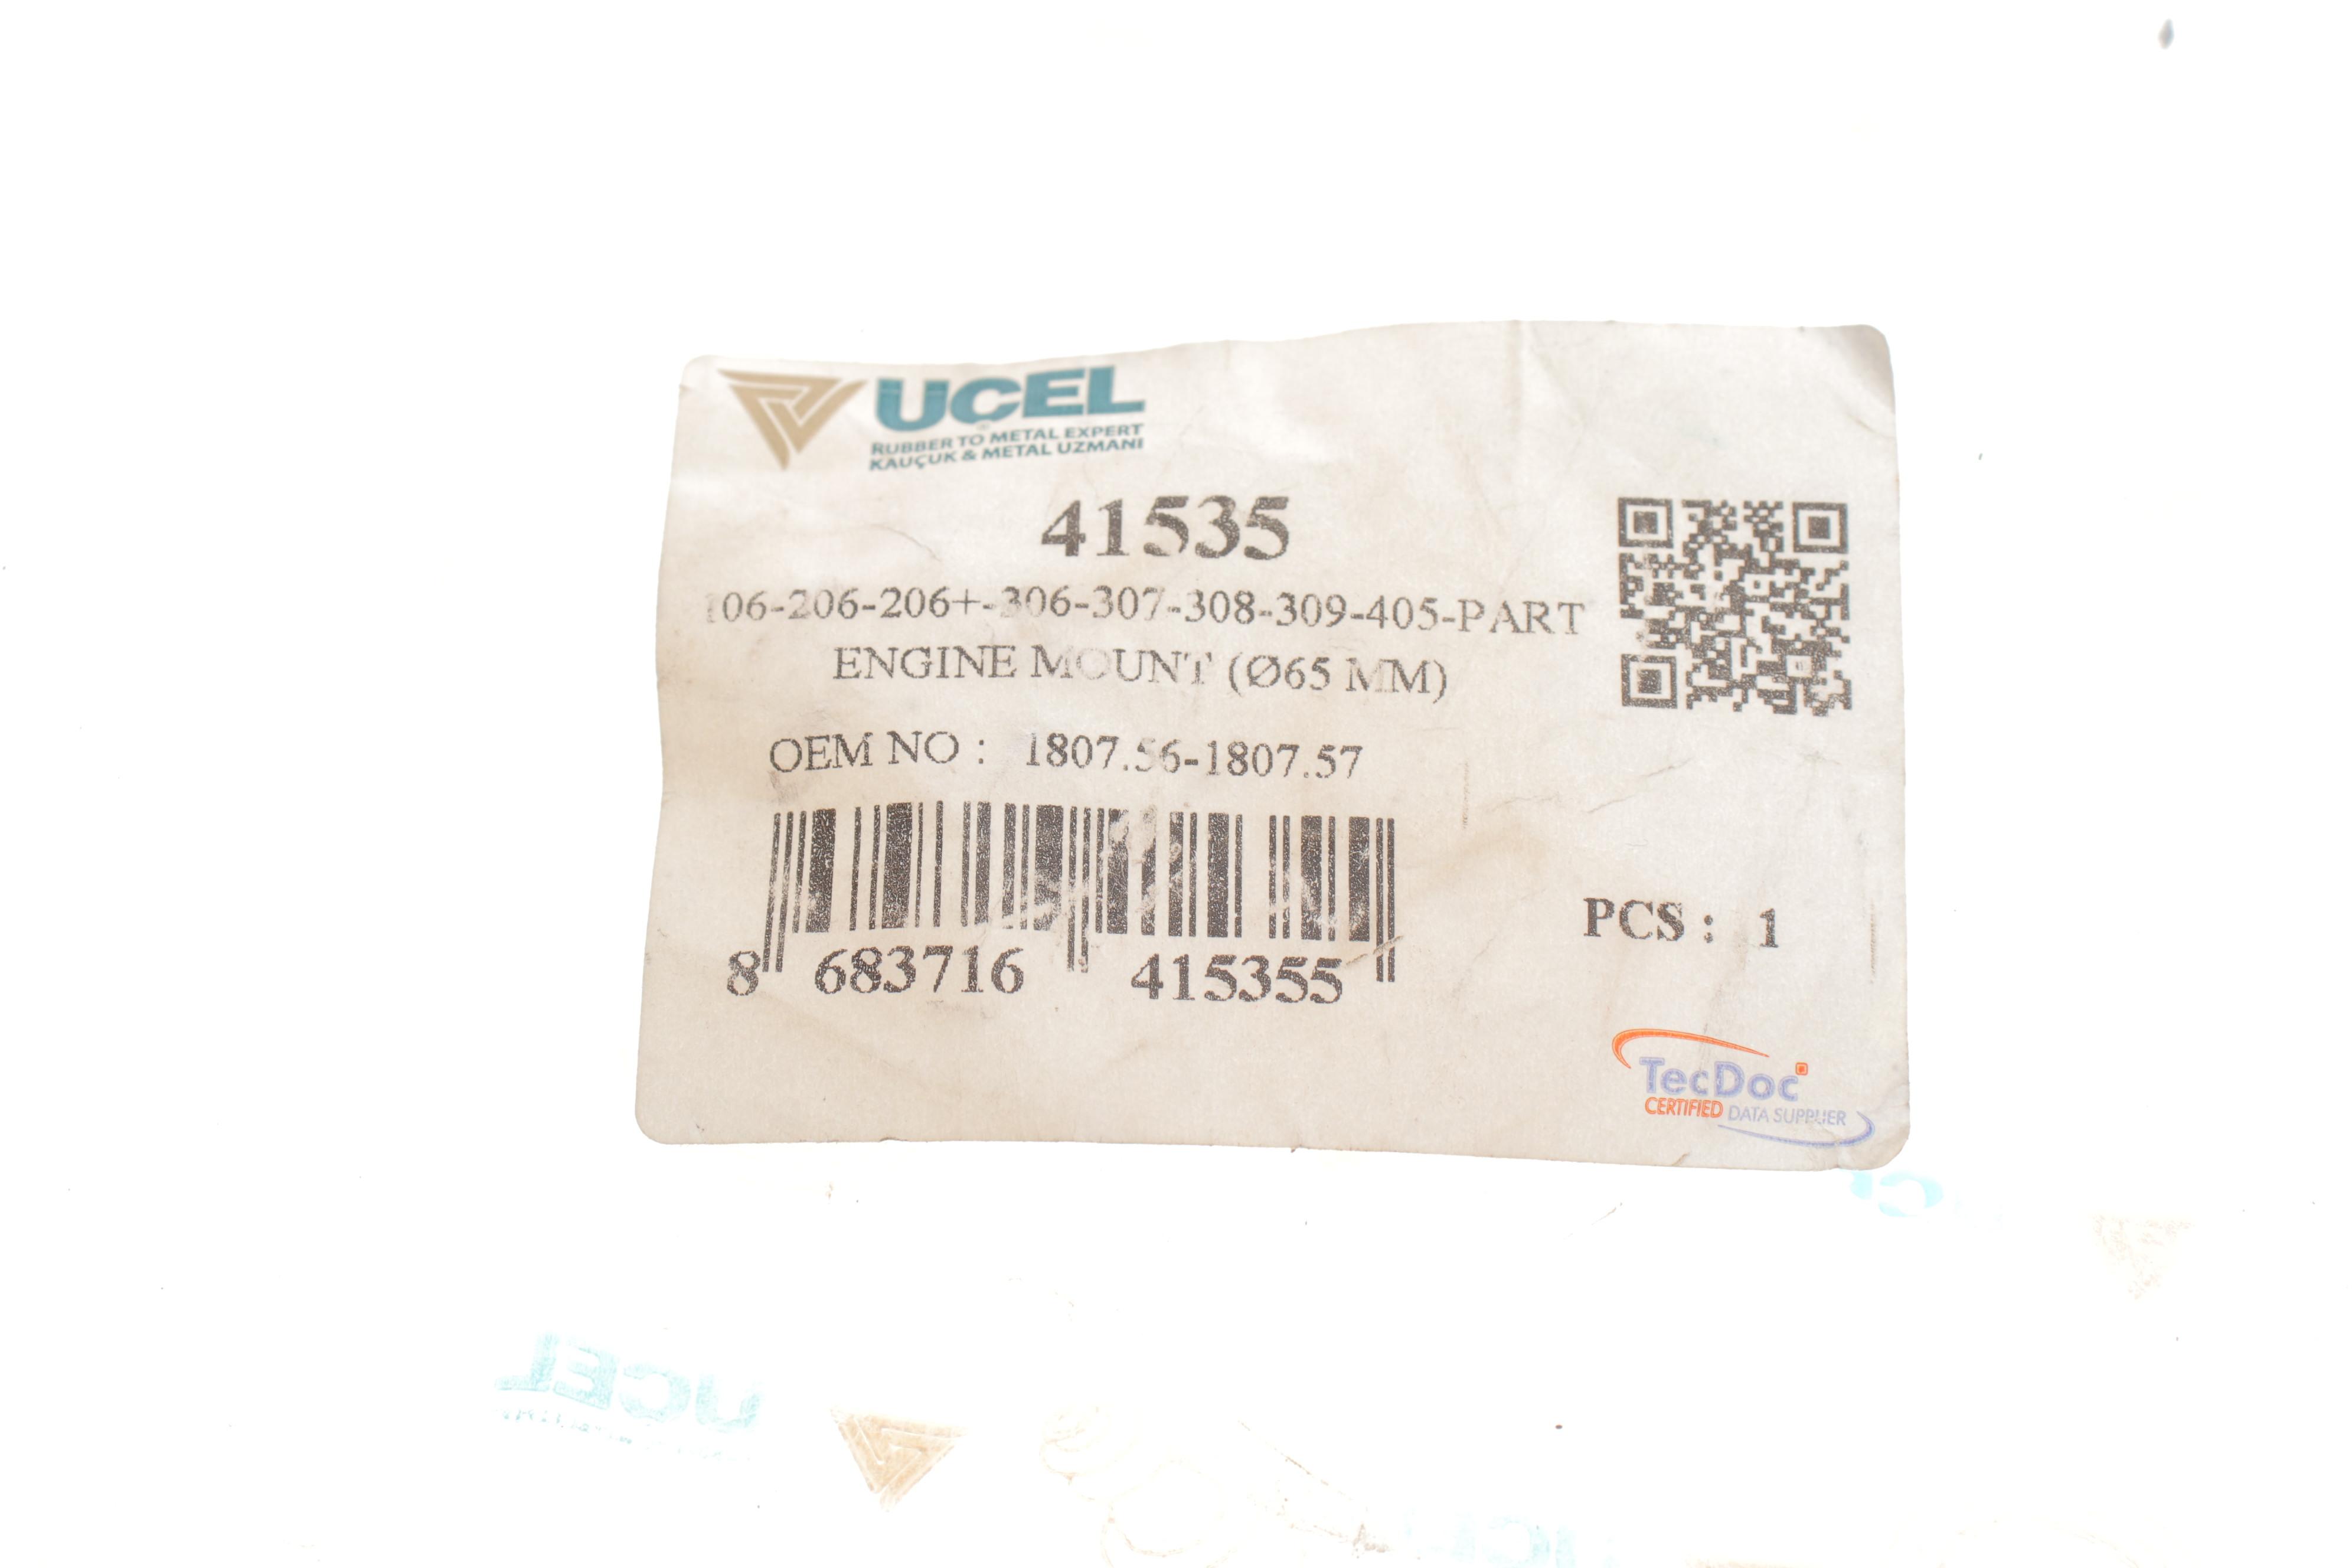 UCEL
RUBBER TO METAL EXPERT
KAUÇUK & METAL UZMANI
41535
106-206-206+-306-307-308-309-405-PART
ENGINE MOUNT (Ø65 MM)
OEM NO : 1807.56-1807.57
8 683716 415355
PCS : 1
TecDoc
CERTIFIED DATA SUPPLIER
UCEL